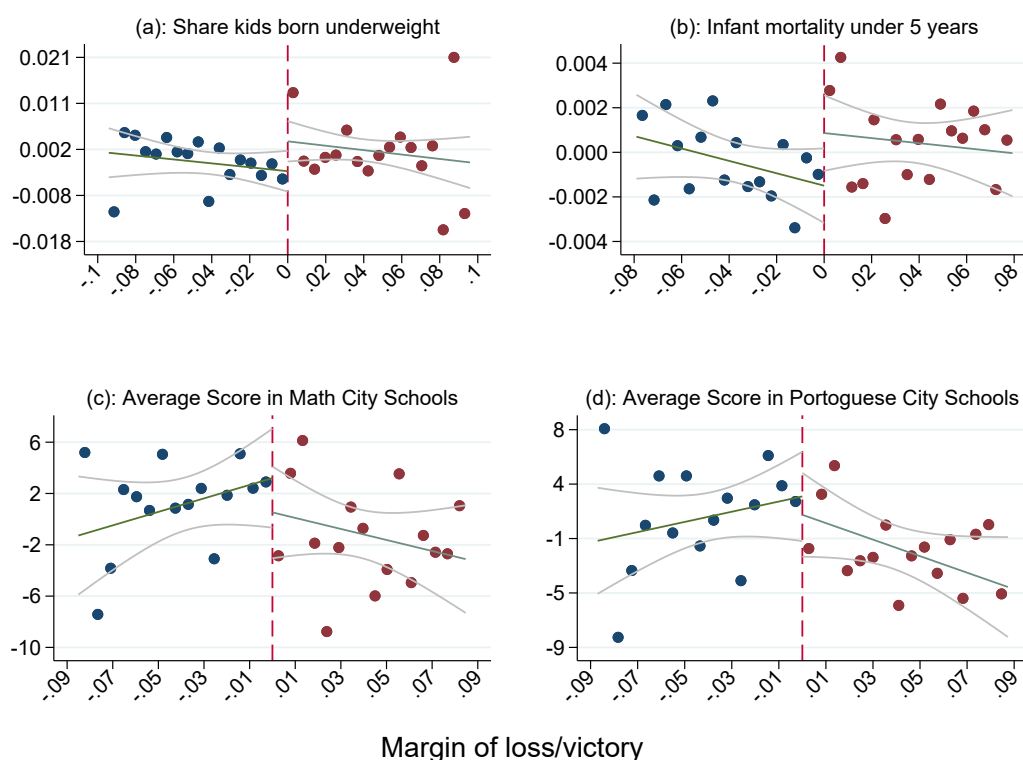 (a): Share kids born underweight
0.021
0.011
0.002
-0.008
-0.018
-.1 -.08 -.06 -.04 -.02 0 .02 .04 .06 .08 .1
(b): Infant mortality under 5 years
0.004
0.002
0.000
-0.002
-0.004
-.08 -.06 -.04 -.02 0 .02 .04 .06 .08
(c): Average Score in Math City Schools
6
2
-2
-6
-10
-.09 -.07 -.05 -.03 -.01 .01 .03 .05 .07 .09
(d): Average Score in Portoguese City Schools
8
4
-1
-5
-9
-.09 -.07 -.05 -.03 -.01 .01 .03 .05 .07 .09
Margin of loss/victory